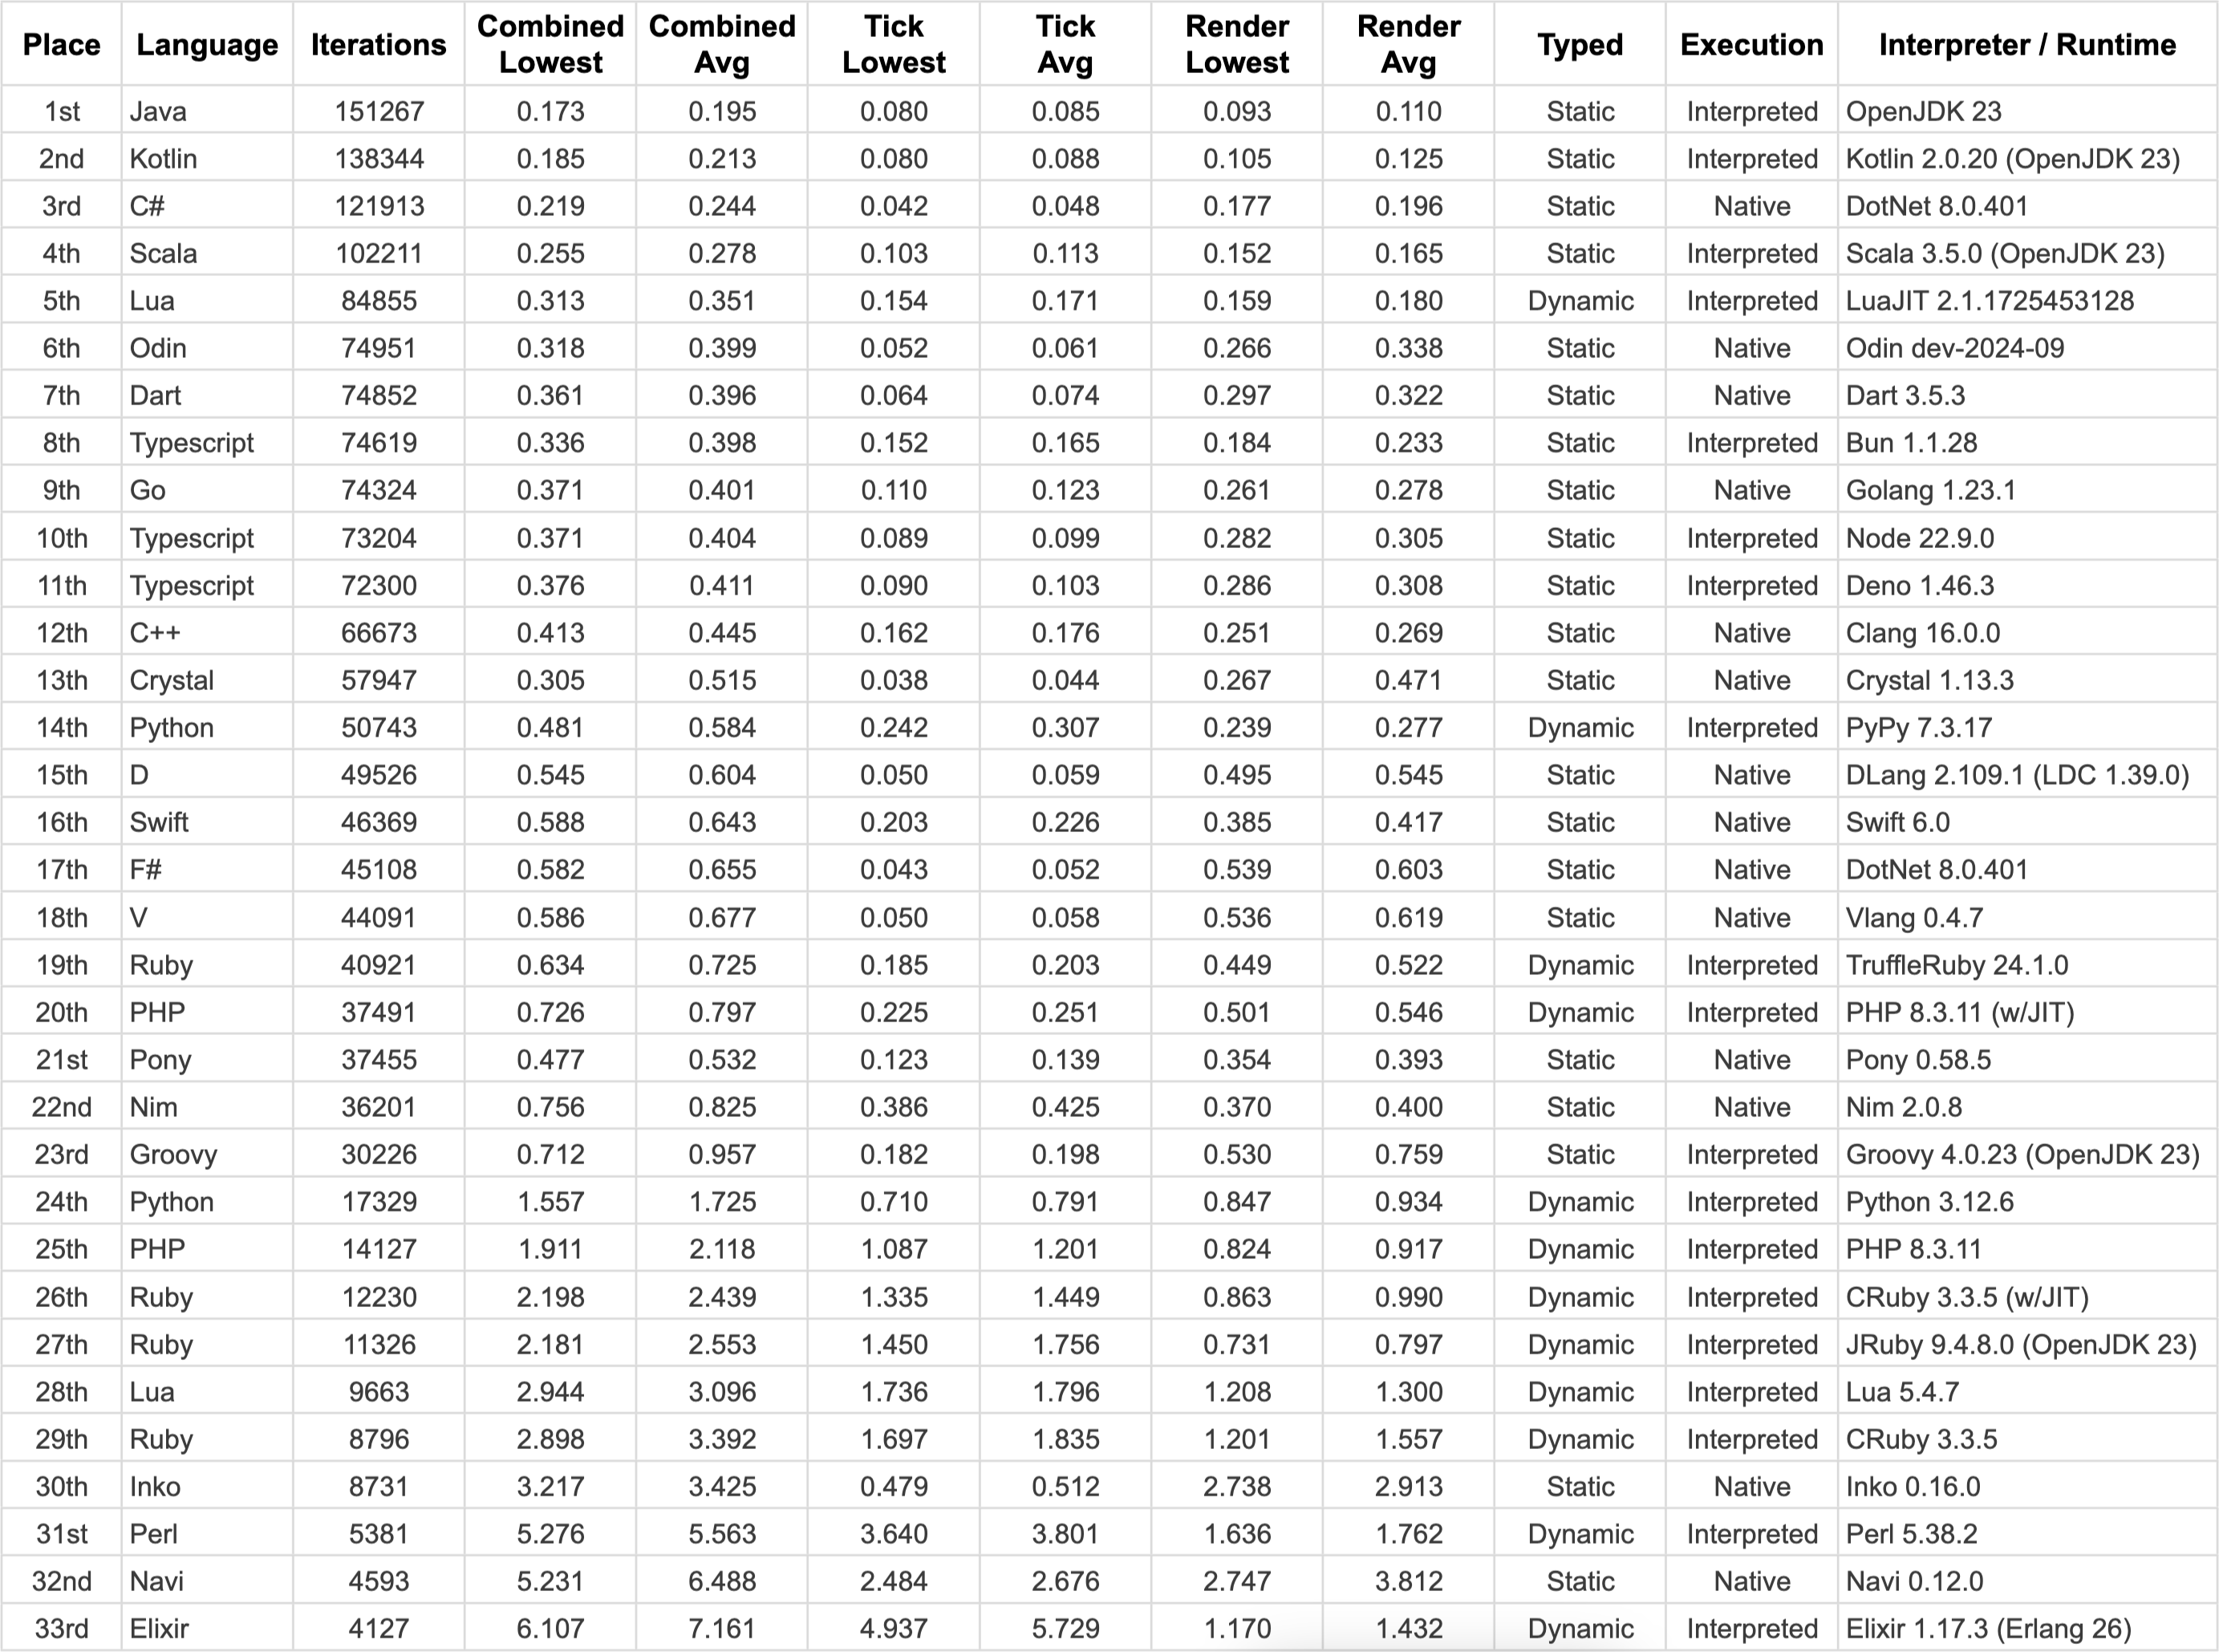 Place Language Iterations Combined Lowest Combined Avg Tick Lowest Tick Avg Render Lowest Render Avg Typed Execution Interpreter / Runtime
1st Java 151267 0.173 0.195 0.080 0.085 0.093 0.110 Static Interpreted OpenJDK 23
2nd Kotlin 138344 0.185 0.213 0.080 0.088 0.105 0.125 Static Interpreted Kotlin 2.0.20 (OpenJDK 23)
3rd C# 121913 0.219 0.244 0.042 0.048 0.177 0.196 Static Native DotNet 8.0.401
4th Scala 102211 0.255 0.278 0.103 0.113 0.152 0.165 Static Interpreted Scala 3.5.0 (OpenJDK 23)
5th Lua 84855 0.313 0.351 0.154 0.171 0.159 0.180 Dynamic Interpreted LuaJIT 2.1.1725453128
6th Odin 74951 0.318 0.399 0.052 0.061 0.266 0.338 Static Native Odin dev-2024-09
7th Dart 74852 0.361 0.396 0.064 0.074 0.297 0.322 Static Native Dart 3.5.3
8th Typescript 74619 0.336 0.398 0.152 0.165 0.184 0.233 Static Interpreted Bun 1.1.28
9th Go 74324 0.371 0.401 0.110 0.123 0.261 0.278 Static Native Golang 1.23.1
10th Typescript 73204 0.371 0.404 0.089 0.099 0.282 0.305 Static Interpreted Node 22.9.0
11th Typescript 72300 0.376 0.411 0.090 0.103 0.286 0.308 Static Interpreted Deno 1.46.3
12th C++ 66673 0.413 0.445 0.162 0.176 0.251 0.269 Static Native Clang 16.0.0
13th Crystal 57947 0.305 0.515 0.038 0.044 0.267 0.471 Static Native Crystal 1.13.3
14th Python 50743 0.481 0.584 0.242 0.307 0.239 0.277 Dynamic Interpreted PyPy 7.3.17
15th D 49526 0.545 0.604 0.050 0.059 0.495 0.545 Static Native DLang 2.109.1 (LDC 1.39.0)
16th Swift 46369 0.588 0.643 0.203 0.226 0.385 0.417 Static Native Swift 6.0
17th F# 45108 0.582 0.655 0.043 0.052 0.539 0.603 Static Native DotNet 8.0.401
18th V 44091 0.586 0.677 0.050 0.058 0.536 0.619 Static Native Vlang 0.4.7
19th Ruby 40921 0.634 0.725 0.185 0.203 0.449 0.522 Dynamic Interpreted TruffleRuby 24.1.0
20th PHP 37491 0.726 0.797 0.225 0.251 0.501 0.546 Dynamic Interpreted PHP 8.3.11 (w/JIT)
21st Pony 37455 0.477 0.532 0.123 0.139 0.354 0.393 Static Native Pony 0.58.5
22nd Nim 36201 0.756 0.825 0.386 0.425 0.370 0.400 Static Native Nim 2.0.8
23rd Groovy 30226 0.712 0.957 0.182 0.198 0.530 0.759 Static Interpreted Groovy 4.0.23 (OpenJDK 23)
24th Python 17329 1.557 1.725 0.710 0.791 0.847 0.934 Dynamic Interpreted Python 3.12.6
25th PHP 14127 1.911 2.118 1.087 1.201 0.824 0.917 Dynamic Interpreted PHP 8.3.11
26th Ruby 12230 2.198 2.439 1.335 1.449 0.863 0.990 Dynamic Interpreted CRuby 3.3.5 (w/JIT)
27th Ruby 11326 2.181 2.553 1.450 1.756 0.731 0.797 Dynamic Interpreted JRuby 9.4.8.0 (OpenJDK 23)
28th Lua 9663 2.944 3.096 1.736 1.796 1.208 1.300 Dynamic Interpreted Lua 5.4.7
29th Ruby 8796 2.898 3.392 1.697 1.835 1.201 1.557 Dynamic Interpreted CRuby 3.3.5
30th Inko 8731 3.217 3.425 0.479 0.512 2.738 2.913 Static Native Inko 0.16.0
31st Perl 5381 5.276 5.563 3.640 3.801 1.636 1.762 Dynamic Interpreted Perl 5.38.2
32nd Navi 4593 5.231 6.488 2.484 2.676 2.747 3.812 Static Native Navi 0.12.0
33rd Elixir 4127 6.107 7.161 4.937 5.729 1.170 1.432 Dynamic Interpreted Elixir 1.17.3 (Erlang 26)